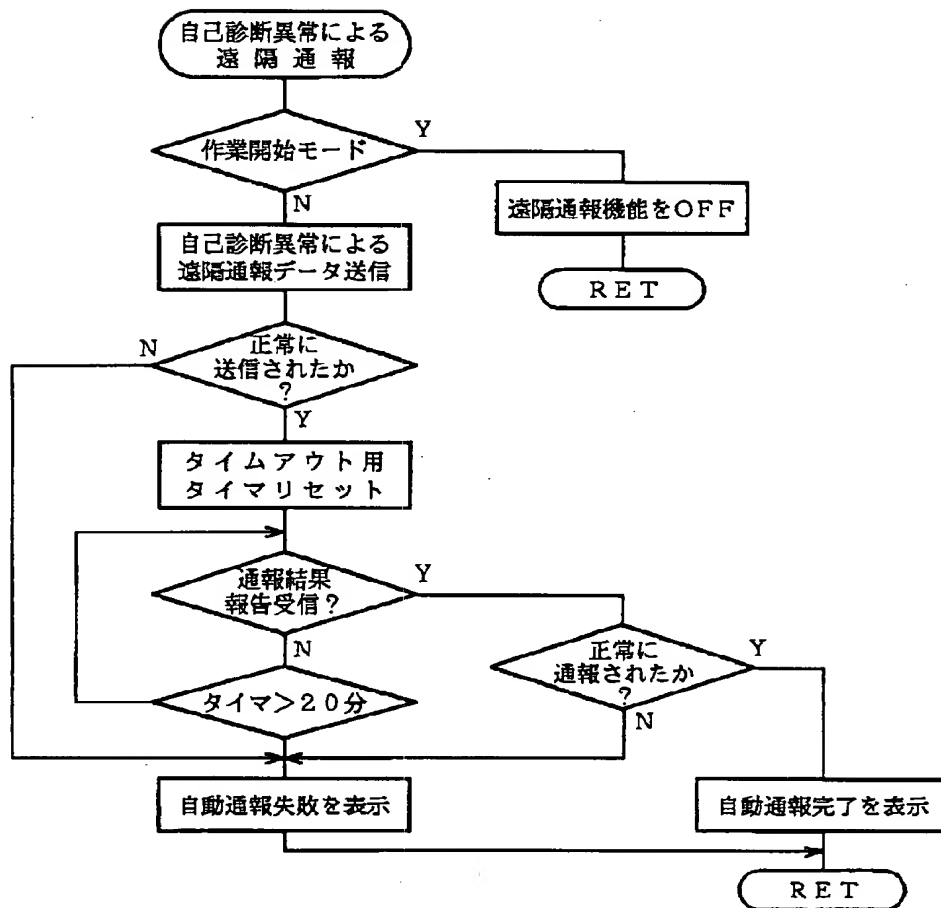 自己診断異常による
遠隔通報
作業開始モード
Y
N
遠隔通報機能をOFF
RET
自己診断異常による
遠隔通報データ送信
正常に
送信されたか
?
N
Y
タイムアウト用
タイマリセット
通報結果
報告受信?
Y
N
正常に
通報されたか
?
Y
N
タイマ>20分
自動通報失敗を表示
自動通報完了を表示
RET